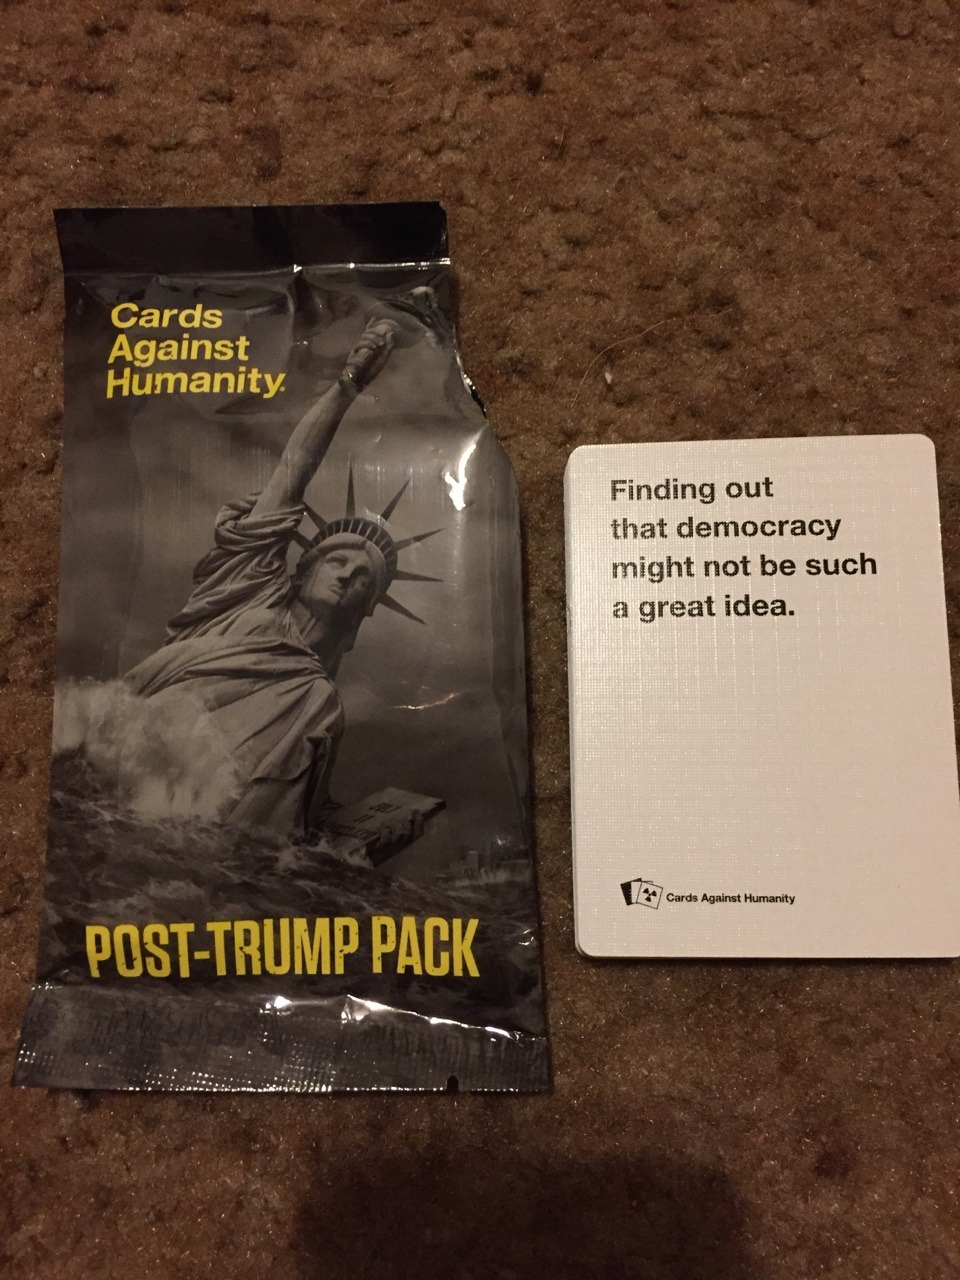 Cards
Against
Humanity
POST-TRUMP PACK
Finding out
that democracy
might not be such
a great idea.
Cards Against Humanity